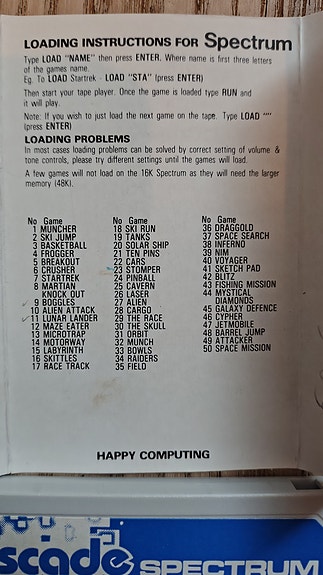 LOADING INSTRUCTIONS FOR Spectrum
Type LOAD "NAME" then press ENTER. Where name is first three letters
of the games name.
Eg. To LOAD Startrek - LOAD "STA" (press ENTER)
Then start your tape player. Once the game is loaded type RUN and
it will play.
Note: If you wish to just load the next game on the tape. Type LOAD ""
(press ENTER)
LOADING PROBLEMS
In most cases loading problems can be solved by correct setting of volume &
tone controls, please try different settings until the games will load.
A few games will not load on the 16K Spectrum as they will need the larger
memory (48K).
No Game
1 MUNCHER
2 SKI JUMP
3 BASKETBALL
4 FROGGER
5 BREAKOUT
6 CRUSHER
7 STARTREK
8 MARTIAN
KNOCK OUT
9 BOGGLES
10 ALIEN ATTACK
11 LUNAR LANDER
12 MAZE EATER
13 MICROTRAP
14 MOTORWAY
15 LABYRINTH
16 SKITTLES
17 RACE TRACK
No Game
18 SKI RUN
19 TANKS
20 SOLAR SHIP
21 TEN PINS
22 CARS
23 STOMPER
24 PINBALL
25 CAVERN
26 LASER
27 ALIEN
28 CARGO
29 THE RACE
30 THE SKULL
31 ORBIT
32 MUNCH
33 BOWLS
34 RAIDERS
35 FIELD
No Game
36 DRAGGOLD
37 SPACE SEARCH
38 INFERNO
39 NIM
40 VOYAGER
41 SKETCH PAD
42 BLITZ
43 FISHING MISSION
44 MYSTICAL
DIAMONDS
45 GALAXY DEFENCE
46 CYPHER
47 JETMOBILE
48 BARREL JUMP
49 ATTACKER
50 SPACE MISSION
HAPPY COMPUTING
scade SPECTRUM